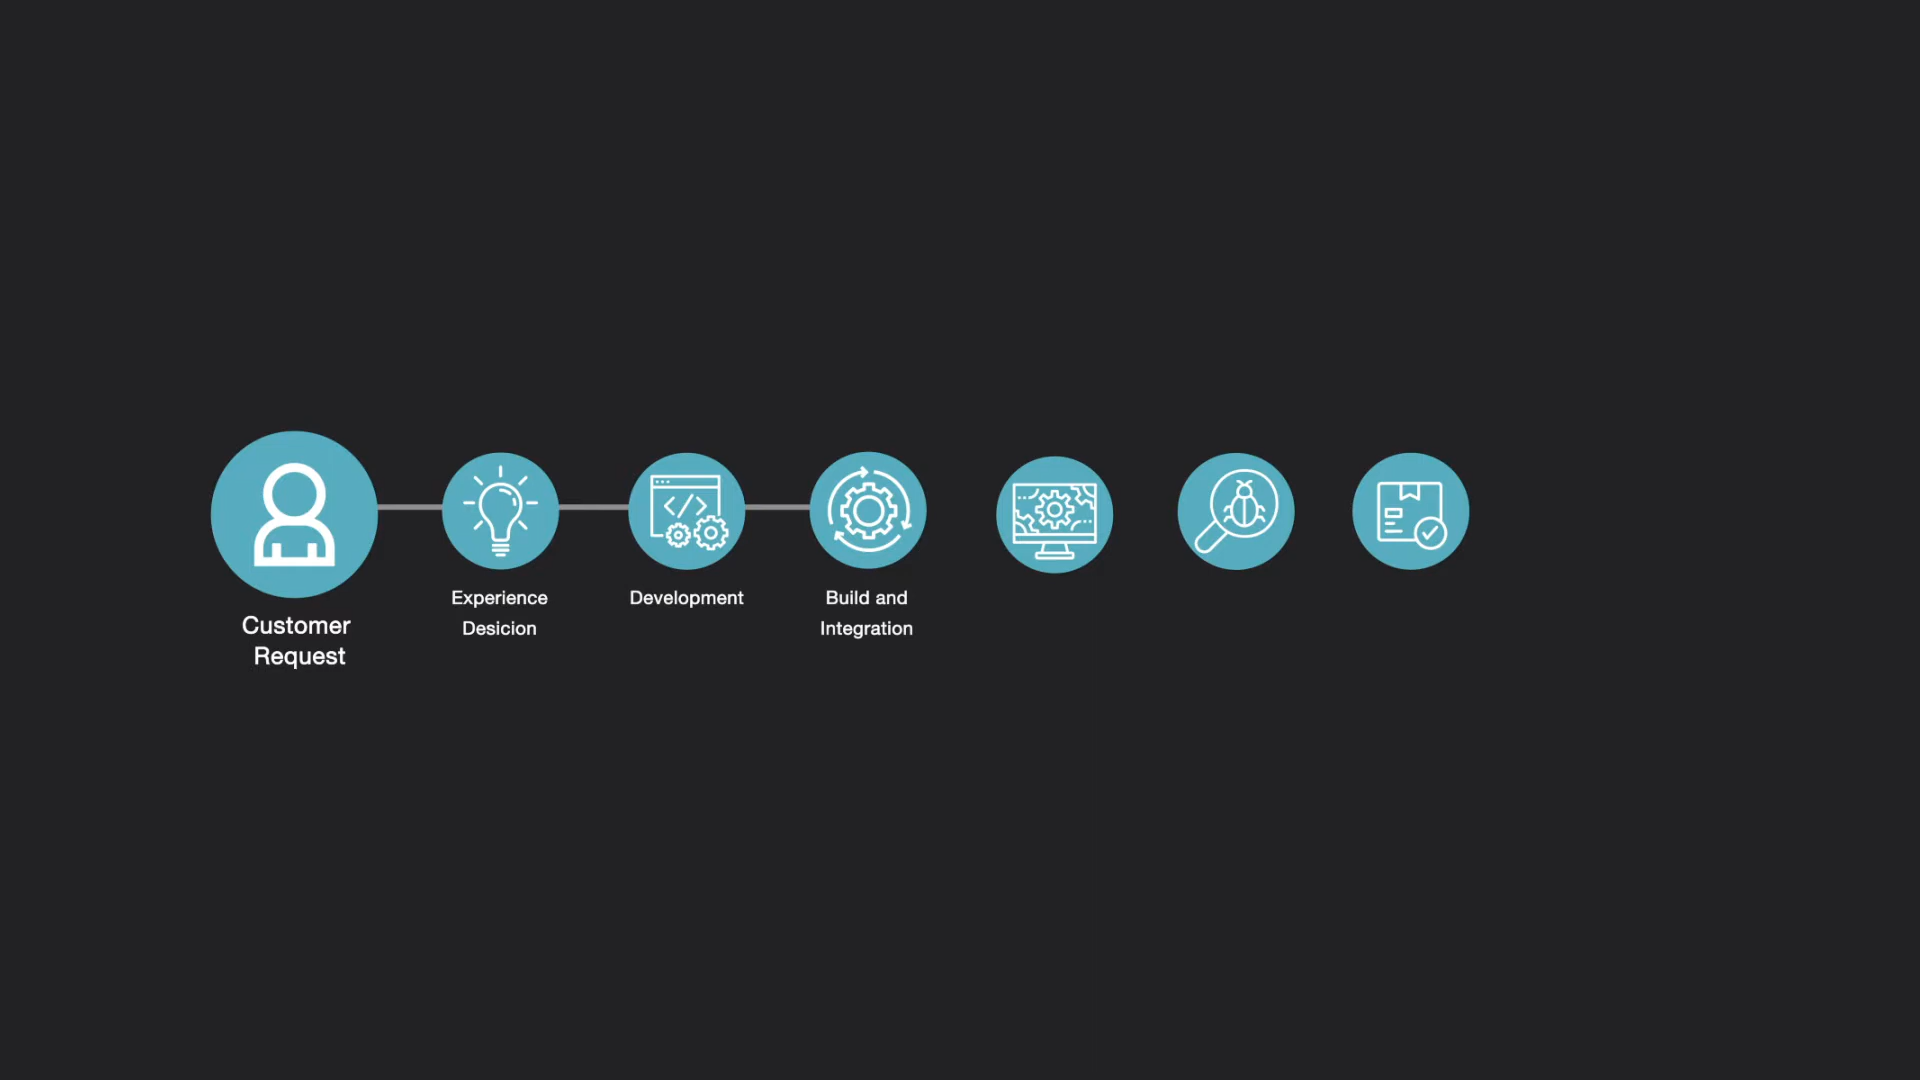 Customer
Request
Experience
Desicion
Development
Build and
Integration